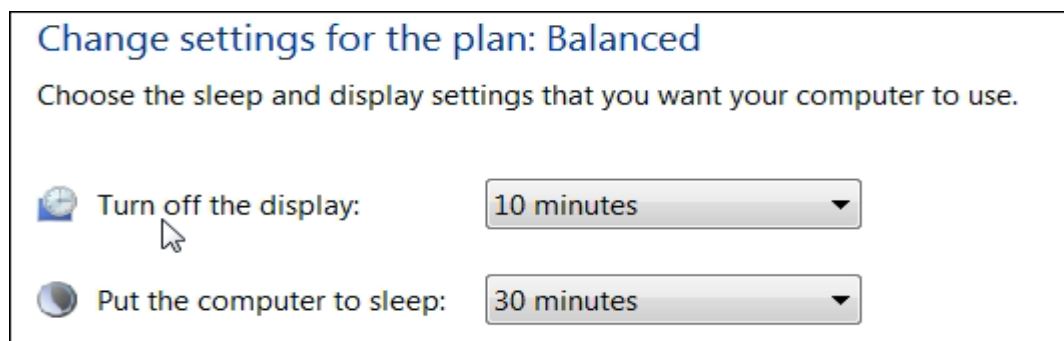 Change settings for the plan: Balanced
Choose the sleep and display settings that you want your computer to use.
Turn off the display: 10 minutes
Put the computer to sleep: 30 minutes